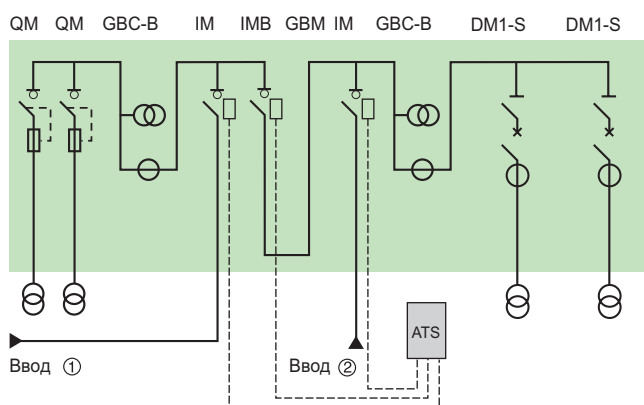 QM QM GBC-B IM IMB GBM IM GBC-B DM1-S DM1-S
ATS
Ввод ① Ввод ②